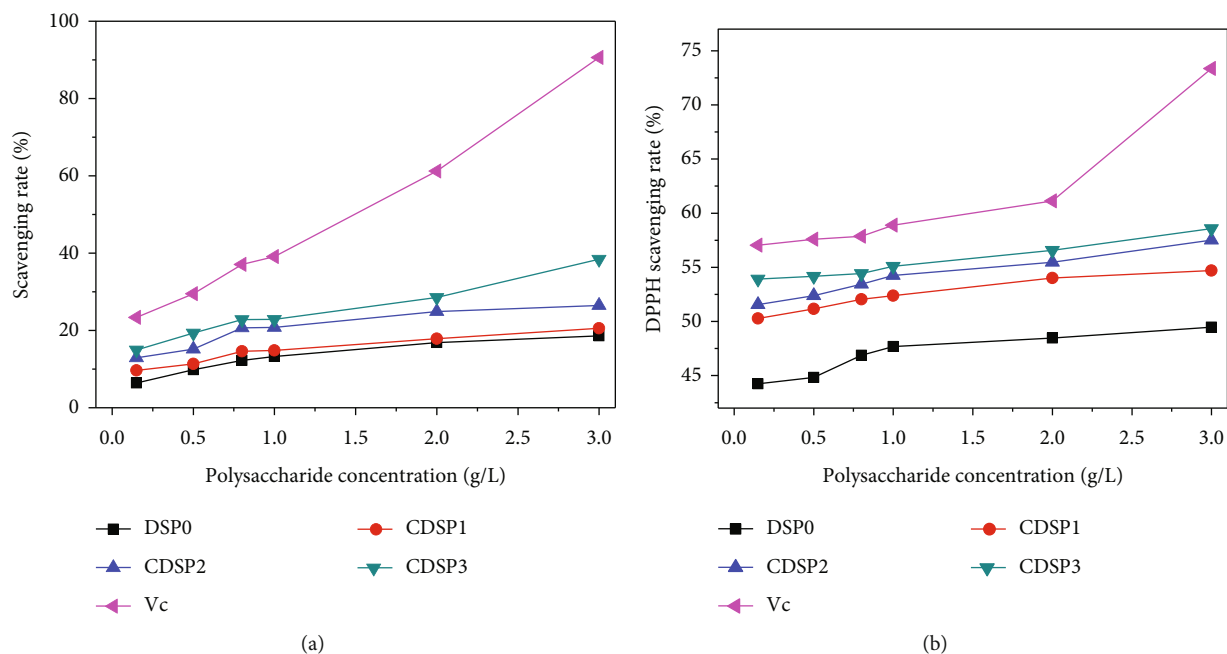 100
80
60
40
20
0
Scavenging rate (%)
0.0 0.5 1.0 1.5 2.0 2.5 3.0
Polysaccharide concentration (g/L)
DSP0 CDSP1
CDSP2 CDSP3
Vc
(a)
75
70
65
60
55
50
45
DPPH scavenging rate (%)
0.0 0.5 1.0 1.5 2.0 2.5 3.0
Polysaccharide concentration (g/L)
DSP0 CDSP1
CDSP2 CDSP3
Vc
(b)